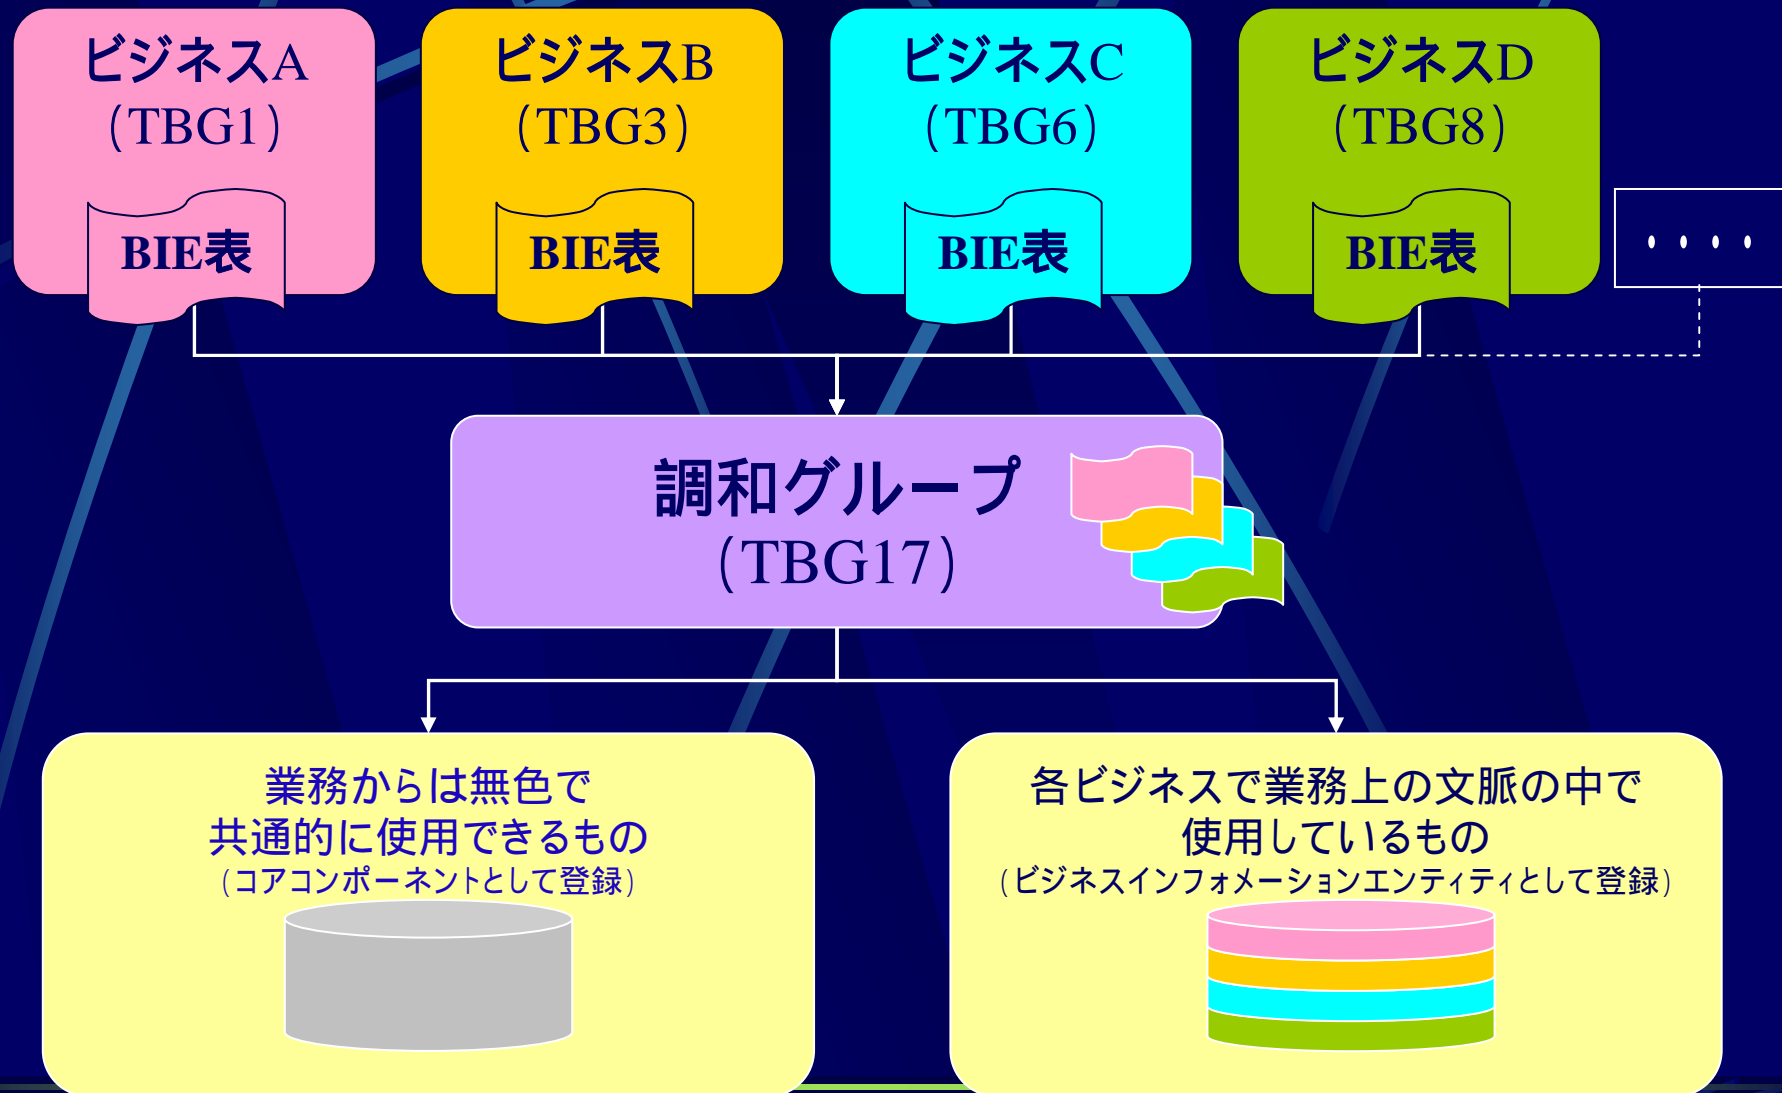 ビジネスA
(TBG1)
BIE表
ビジネスB
(TBG3)
BIE表
ビジネスC
(TBG6)
BIE表
ビジネスD
(TBG8)
BIE表
・・・・
調和グループ
(TBG17)
業務からは無色で
共通的に使用できるもの
(コアコンポーネントとして登録)
各ビジネスで業務上の文脈の中で
使用しているもの
(ビジネスインフォメーションエンティティとして登録)